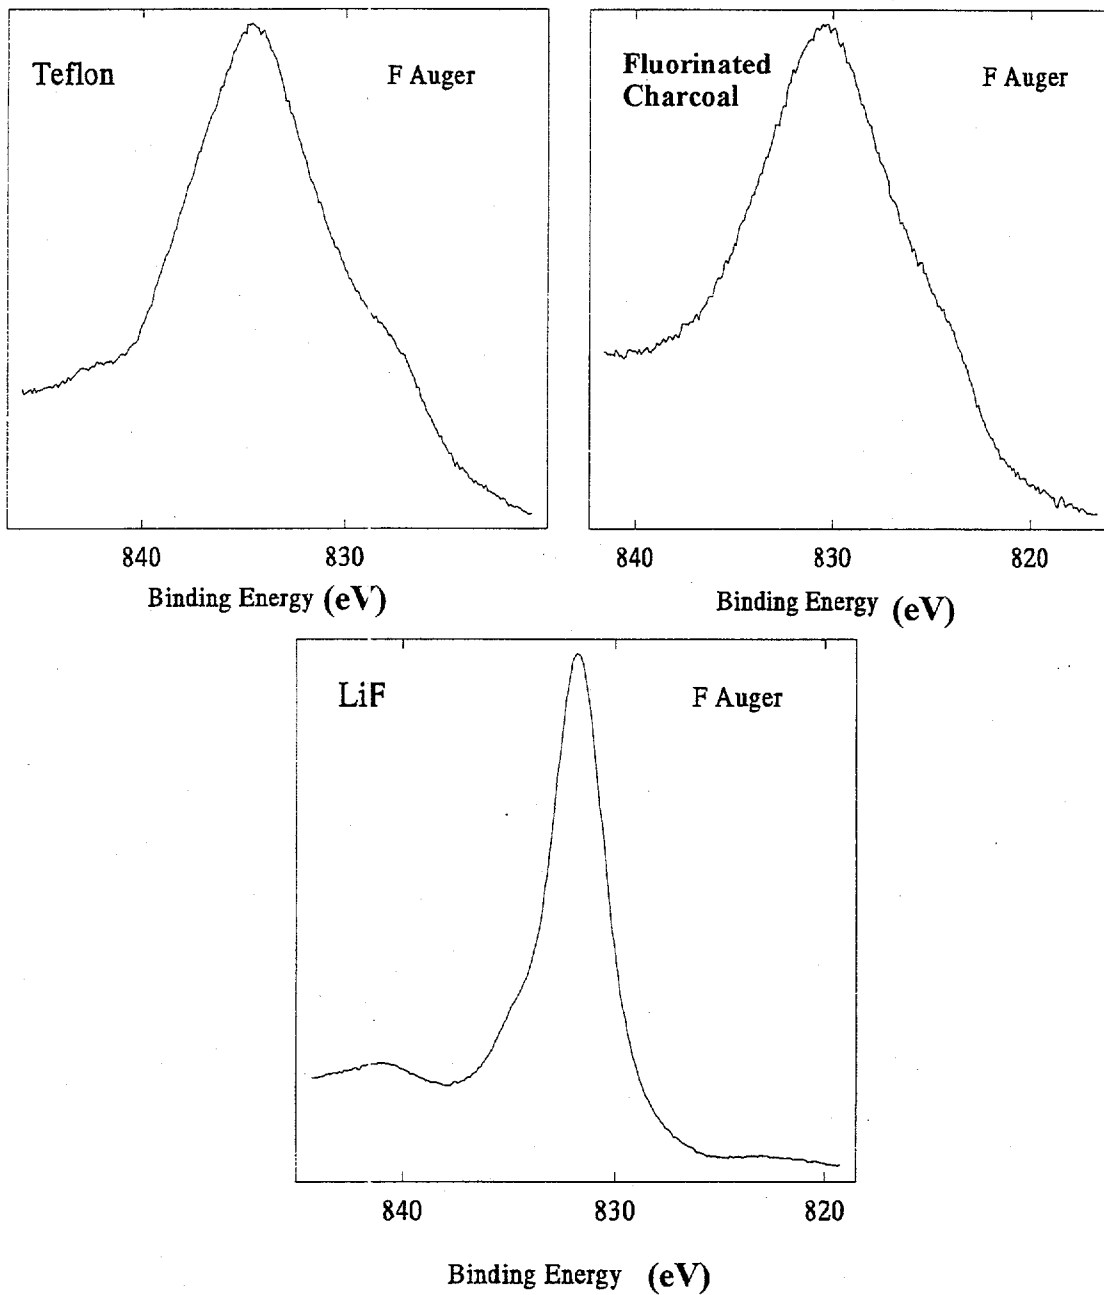 Teflon
F Auger
840 830
Binding Energy (eV)
Fluorinated
Charcoal
F Auger
840 830 820
Binding Energy (eV)
LiF
F Auger
840 830 820
Binding Energy (eV)